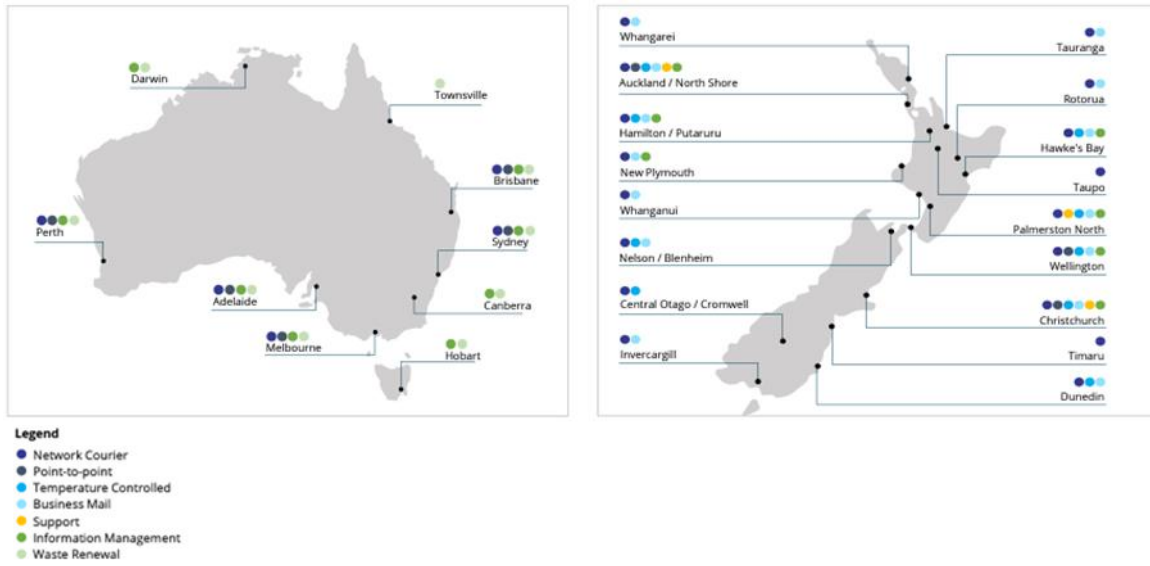 Darwin
Townsville
Brisbane
Perth
Sydney
Adelaide
Canberra
Melbourne
Hobart
Whangarei
Auckland / North Shore
Hamilton / Putaruru
New Plymouth
Whanganui
Nelson / Blenheim
Central Otago / Cromwell
Invercargill
Tauranga
Rotorua
Hawke's Bay
Taupo
Palmerston North
Wellington
Christchurch
Timaru
Dunedin
Legend
Network Courier
Point-to-point
Temperature Controlled
Business Mail
Support
Information Management
Waste Renewal